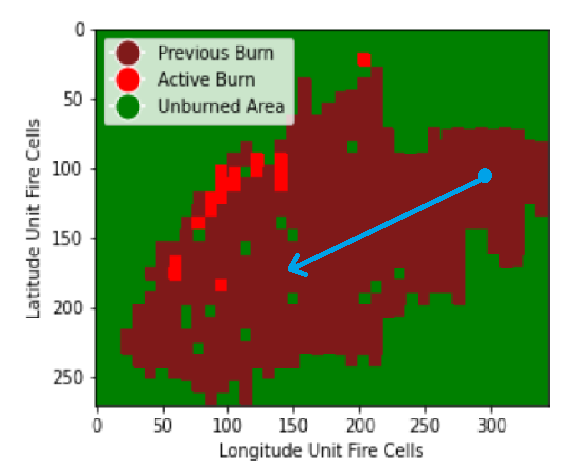 0
50
100
150
200
250
Latitude Unit Fire Cells
Previous Burn
Active Burn
Unburned Area
0 50 100 150 200 250 300
Longitude Unit Fire Cells